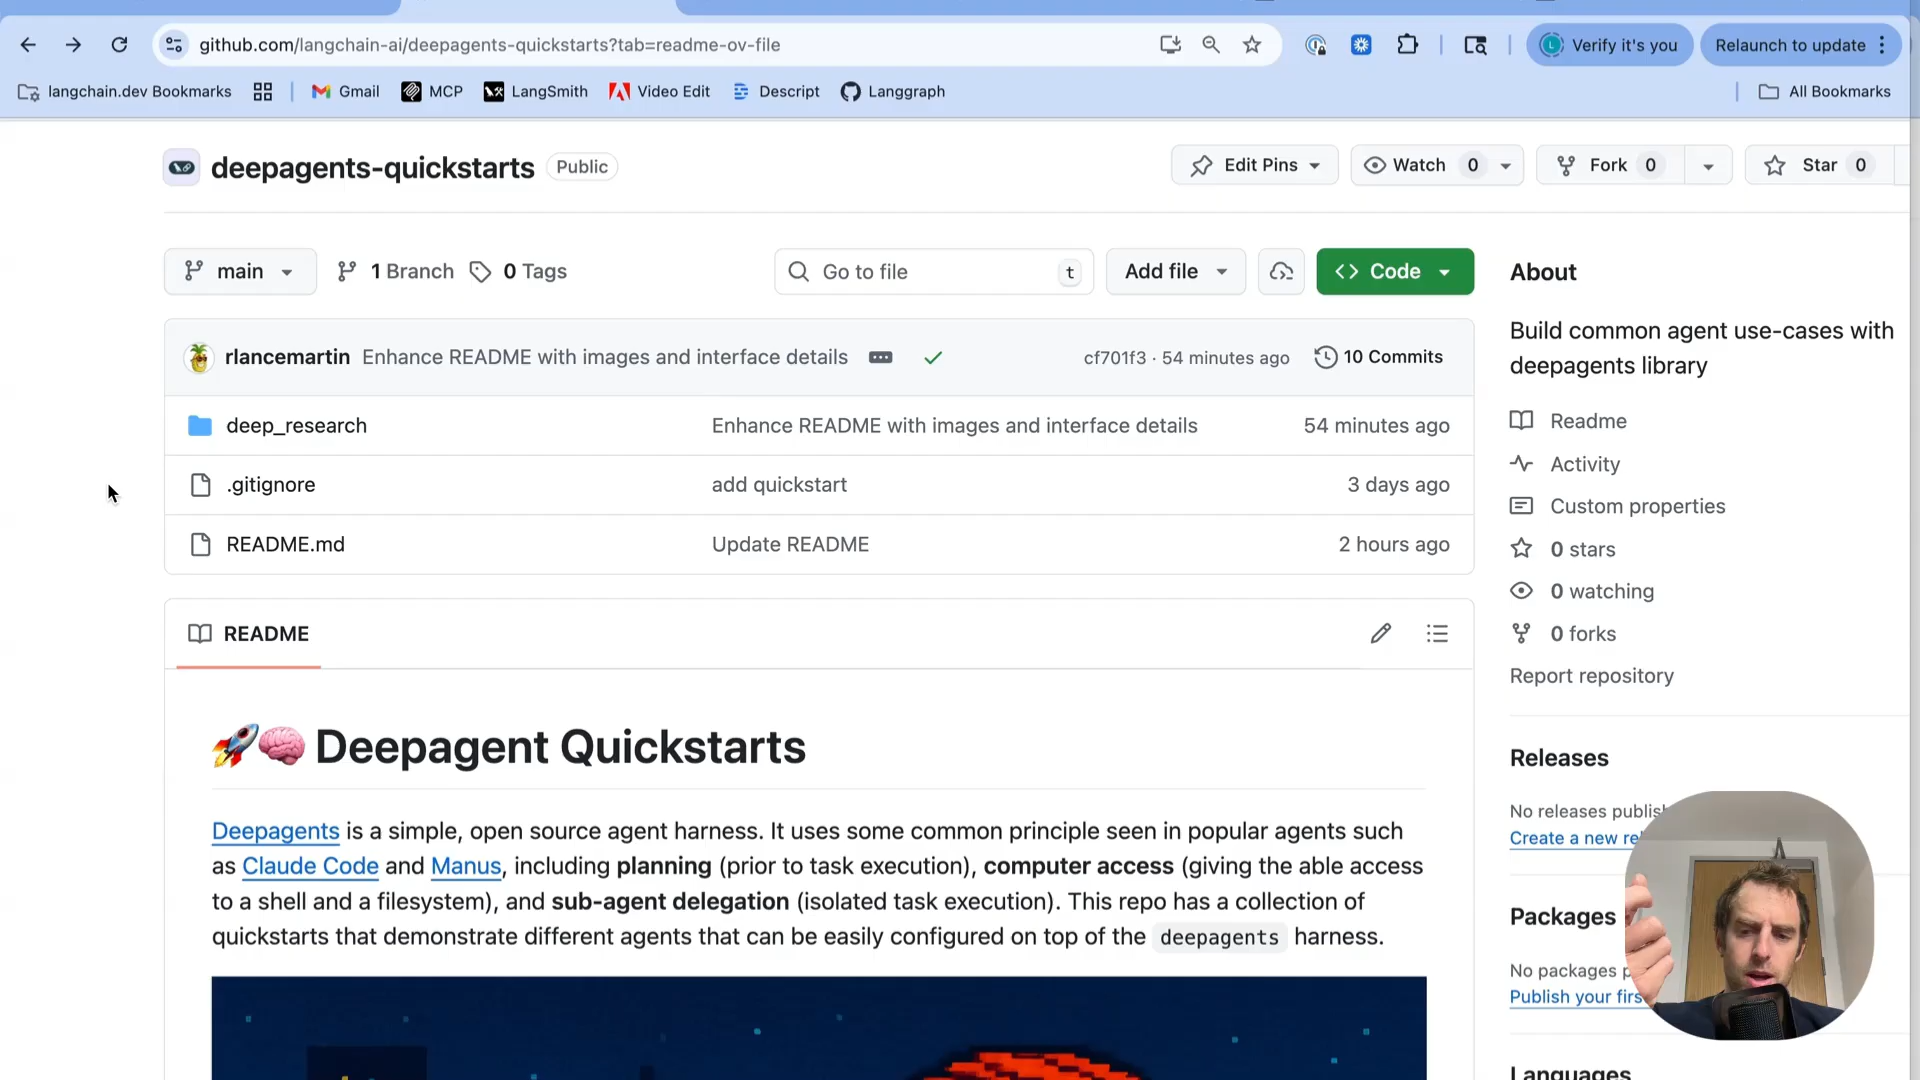 github.com/langchain-ai/deepagents-quickstarts?tab=readme-ov-file
Verify it's you
Relaunch to update
langchain.dev Bookmarks
Gmail
MCP
LangSmith
Video Edit
Descript
Langgraph
All Bookmarks
deepagents-quickstarts Public
Edit Pins
Watch 0
Fork 0
Star 0
main
1 Branch
0 Tags
Go to file t
Add file
<> Code
rlancemartin Enhance README with images and interface details
cf701f3 · 54 minutes ago
10 Commits
deep_research Enhance README with images and interface details 54 minutes ago
.gitignore add quickstart 3 days ago
README.md Update README 2 hours ago
README
🚀🧠 Deepagent Quickstarts
Deepagents is a simple, open source agent harness. It uses some common principle seen in popular agents such
as Claude Code and Manus, including planning (prior to task execution), computer access (giving the able access
to a shell and a filesystem), and sub-agent delegation (isolated task execution). This repo has a collection of
quickstarts that demonstrate different agents that can be easily configured on top of the deepagents harness.
About
Build common agent use-cases with
deepagents library
Readme
Activity
Custom properties
0 stars
0 watching
0 forks
Report repository
Releases
No releases
Create a new
Packages
No packages
Publish your
Languages